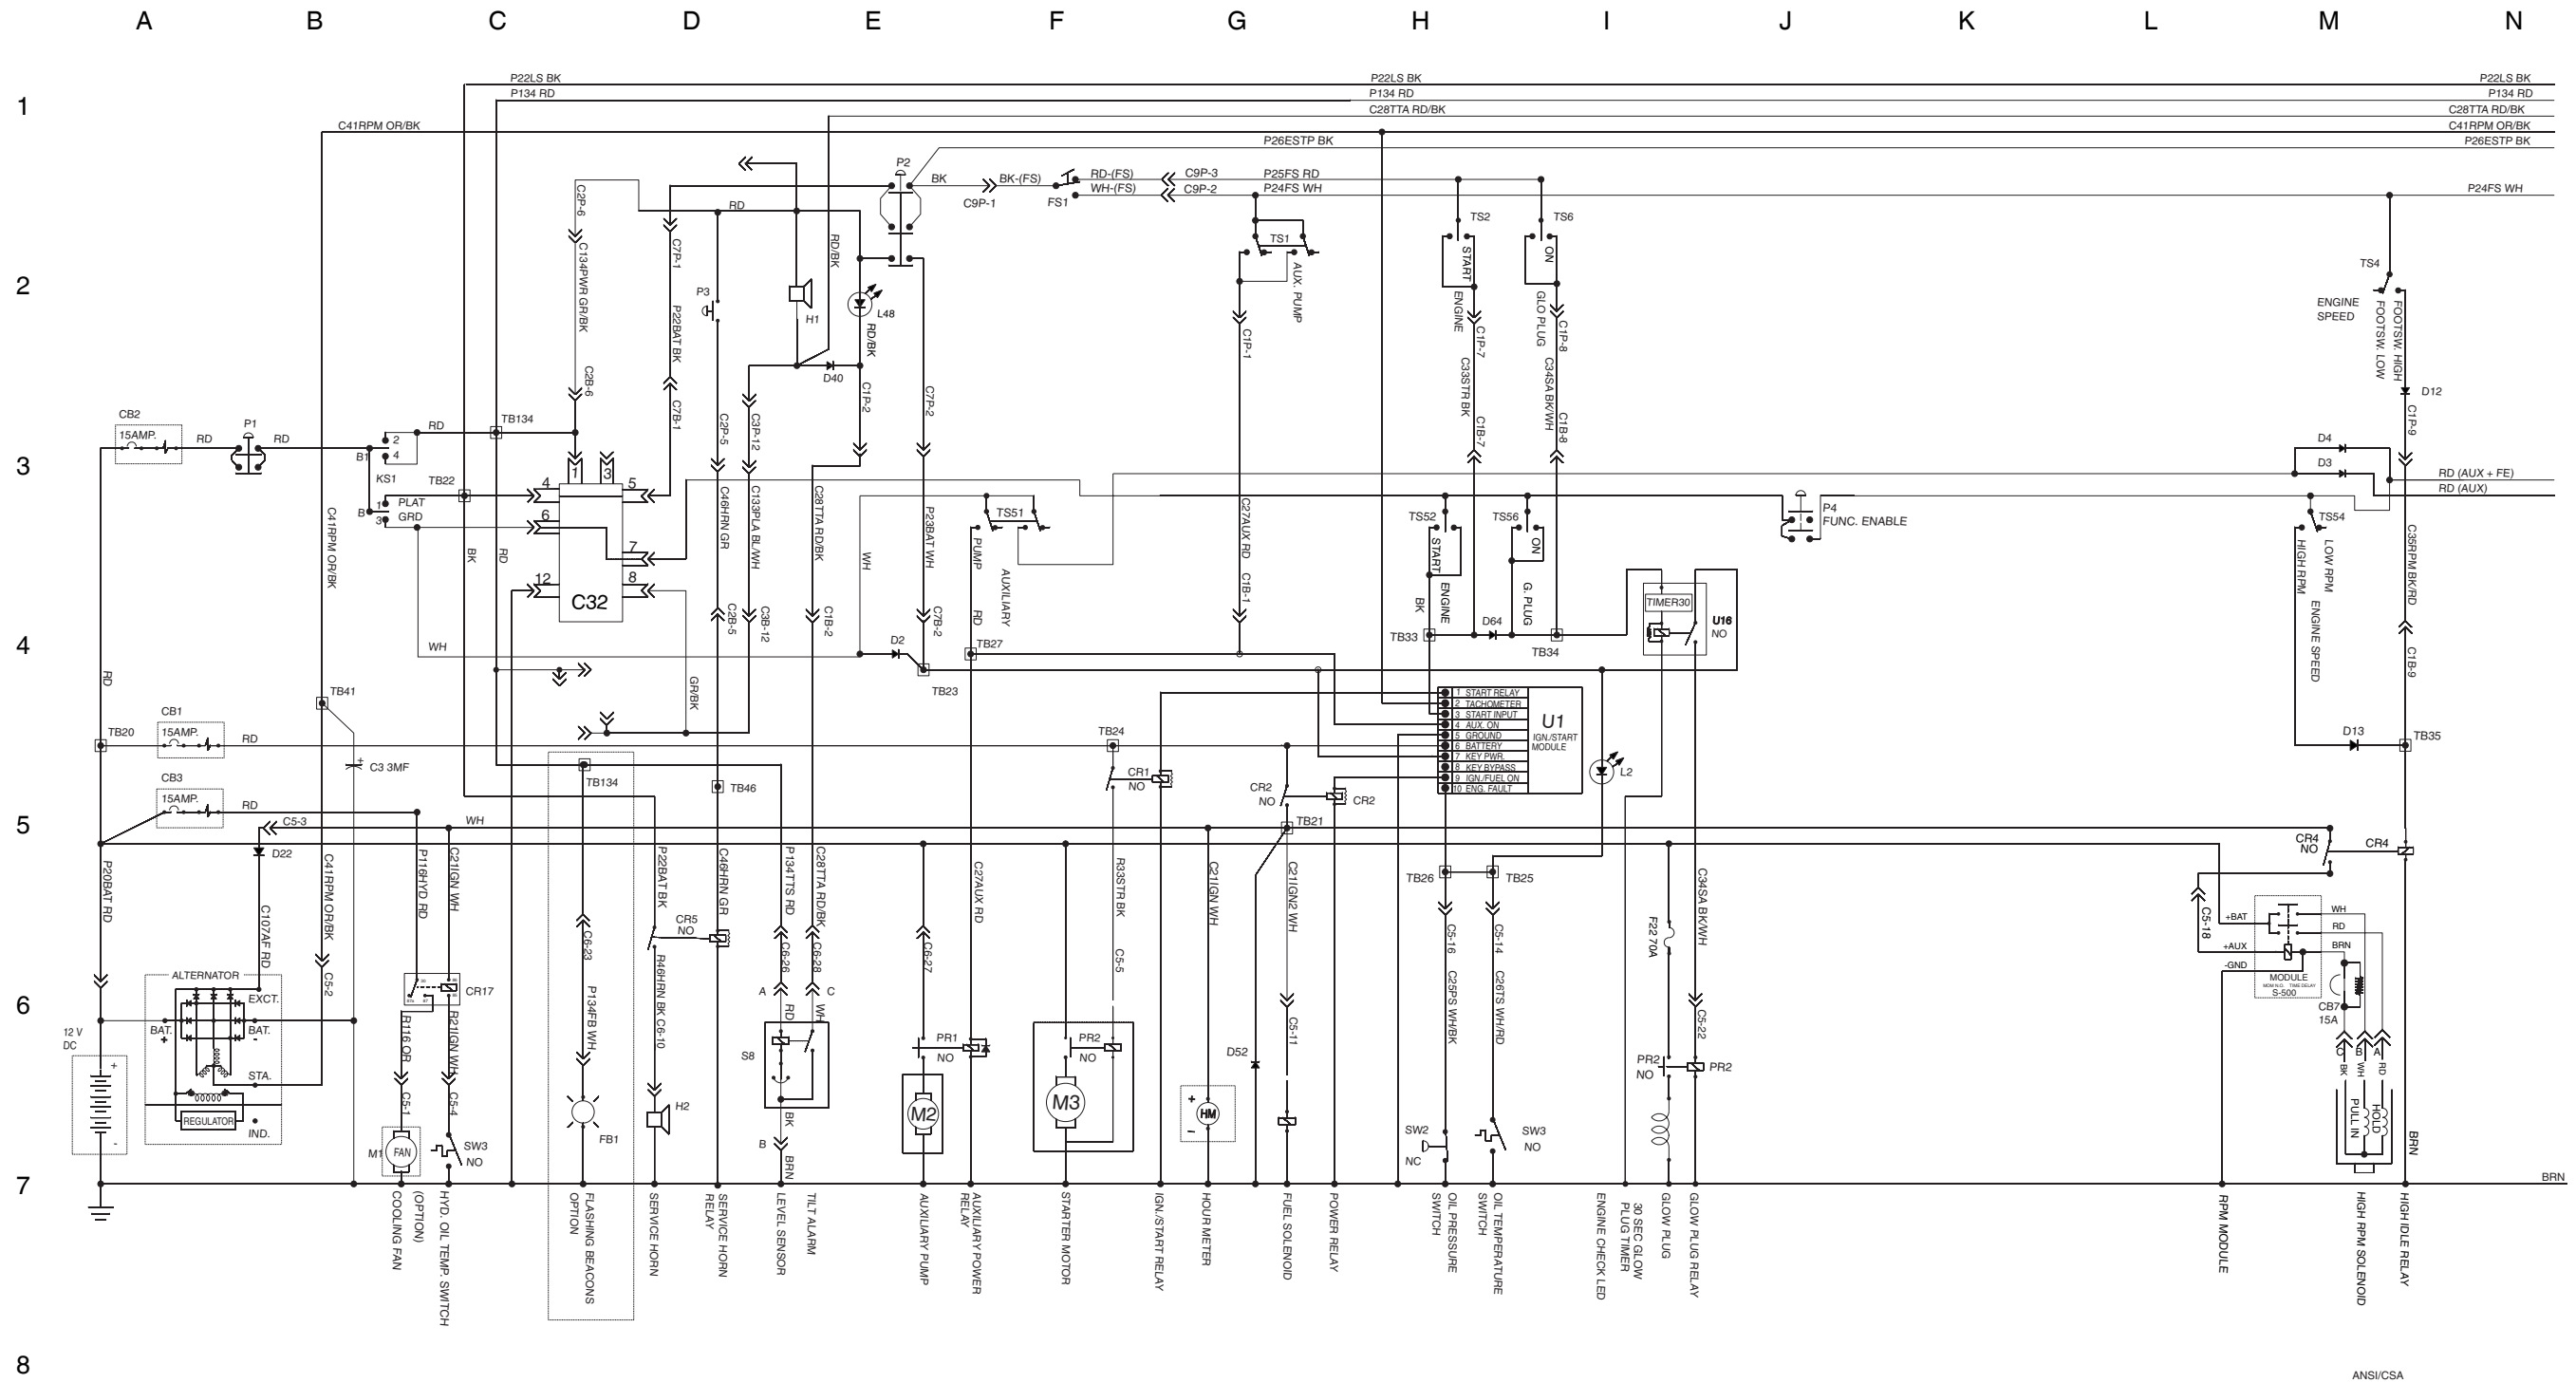 A B C D E F G H I J K L M N
1
P22LS BK
P22LS BK
P22LS BK
P134 RD
P134 RD
P134 RD
C28TTA RD/BK
C28TTA RD/BK
C41RPM OR/BK
C41RPM OR/BK
P26ESTP BK
P26ESTP BK
P2
BK
BK-(FS)
C9P-1
FS1
RD-(FS)
WH-(FS)
C9P-3
C9P-2
P25FS RD
P24FS WH
P24FS WH
2
C2P-6
C134PWR GR/BK
C2B-6
RD
C7P-1
P22BAT BK
C7B-1
P3
RD/BK
H1
L48
RD/BK
D40
C1P-2
C7P-2
TS1
AUX. PUMP
C1P-1
TS2
START
ENGINE
C1P-7
C33STR BK
C1B-7
TS6
ON
GLO PLUG
C1P-8
C34SA BK/WH
C1B-8
TS4
ENGINE
SPEED
FOOTSW. LOW
FOOTSW. HIGH
D12
C1P-9
3
CB2
15AMP.
RD
P1
RD
B1
2
4
RD
KS1
B
1
3
PLAT
GRD
TB134
TB22
1
3
4
5
6
7
12
8
C32
C2P-5
C46HRN GR
C2B-5
C3P-12
C133PLA BL/WH
C3B-12
C28TTA RD/BK
C1B-2
WH
P23BAT WH
C7B-2
TS51
PUMP
RD
AUXILIARY
C27AUX RD
C1B-1
TS52
START
BK
ENGINE
TS56
ON
G. PLUG
P4
FUNC. ENABLE
D4
D3
RD (AUX + FE)
RD (AUX)
TS54
HIGH RPM
LOW RPM
ENGINE SPEED
C35RPM BK/RD
C1B-9
C41RPM OR/BK
BK
RD
4
RD
WH
GR/BK
D2
TB27
TB23
TB33
D64
TB34
TIMER30
U16
NO
TB41
CB1
15AMP.
TB20
RD
C3 3MF
+
TB24
1 START RELAY
2 TACHOMETER
3 START INPUT
4 AUX. ON
5 GROUND
6 BATTERY
7 KEY PWR.
8 KEY BYPASS
9 IGN./FUEL ON
10 ENG. FAULT
U1
IGN./START
MODULE
D13
TB35
5
CB3
15AMP.
RD
C5-3
WH
D22
TB134
TB46
CR1
NO
CR2
NO
CR2
TB21
L2
CR4
NO
CR4
TB26
TB25
P20BAT RD
C107AF RD
C41RPM OR/BK
C5-2
P116HYD RD
C21IGN WH
P22BAT BK
C46HRN GR
P134TTS RD
C28TTA RD/BK
C27AUX RD
R33STR BK
C5-5
C21IGN WH
C21IGN2 WH
C34SA BK/WH
F22 70A
C5-18
C6-23
CR5
NO
C6-26
C6-28
C6-27
C5-16
C5-14
+BAT
+AUX
-GND
WH
RD
BRN
6
12 V
DC
+
-
ALTERNATOR
EXCT.
BAT.
+
BAT.
-
STA.
REGULATOR
IND.
CR17
R116 OR
C5-1
R21IGN WH
C5-4
P134FB WH
R46HRN BK C6-10
A
C
RD
WH
S8
BK
B
BRN
PR1
NO
M2
PR2
NO
M3
+
HM
-
D52
C5-11
C25PS WH/BK
C26TS WH/RD
C5-22
PR2
NO
PR2
MODULE
S-500
CB7
15A
C B A
BK WH RD
PULL IN
HOLD
BRN
M1
FAN
SW3
NO
FB1
H2
SW2
NC
SW3
NO
7
BRN
COOLING FAN
(OPTION)
HYD. OIL TEMP. SWITCH
FLASHING BEACONS
OPTION
SERVICE HORN
SERVICE HORN
RELAY
LEVEL SENSOR
TILT ALARM
AUXILIARY PUMP
AUXILIARY POWER
RELAY
STARTER MOTOR
IGN./START RELAY
HOUR METER
FUEL SOLENOID
POWER RELAY
OIL PRESSURE
SWITCH
OIL TEMPERATURE
SWITCH
ENGINE CHECK LED
30 SEC GLOW
PLUG TIMER
GLOW PLUG
GLOW PLUG RELAY
RPM MODULE
HIGH RPM SOLENOID
HIGH IDLE RELAY
8
ANSI/CSA